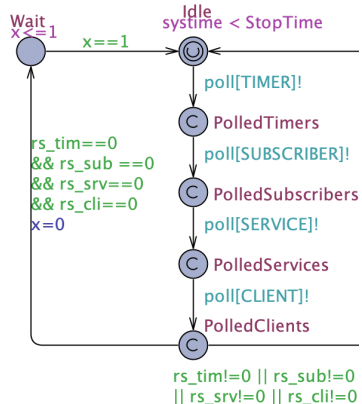 Wait
x<=1
x==1
Idle
systime < StopTime
poll[TIMER]!
C PolledTimers
poll[SUBSCRIBER]!
C PolledSubscribers
poll[SERVICE]!
C PolledServices
poll[CLIENT]!
C PolledClients
rs_tim==0
&& rs_sub ==0
&& rs_srv==0
&& rs_cli==0
x=0
rs_tim!=0 || rs_sub!=0
|| rs_srv!=0 || rs_cli!=0